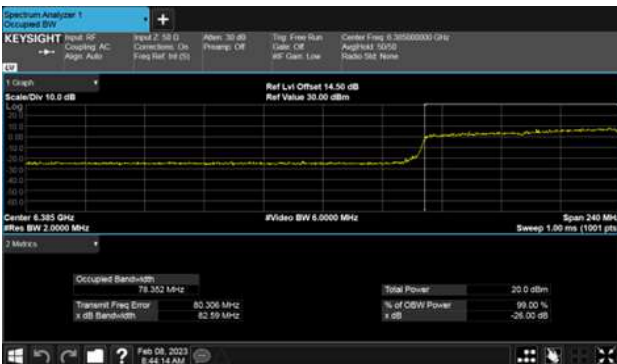 Spectrum Analyzer 1
Occupied BW
+
KEYSIGHT Input: RF Input Z: 50 Ω Atten: 30 dB Trig: Free Run Center Freq: 6.385000000 GHz
Coupling: AC Corrections: On Preamp: Off Gate: Off Avg|Hold: 50/50
Align: Auto Freq Ref: Int (S) #IF Gain: Low Radio Std: None
1 Graph
Ref Lvl Offset 14.50 dB
Scale/Div 10.0 dB Ref Value 30.00 dBm
Log
20.0
10.0
0.00
-10.0
-20.0
-30.0
-40.0
-50.0
-60.0
Center 6.385 GHz #Video BW 6.0000 MHz Span 240 MHz
#Res BW 2.0000 MHz Sweep 1.00 ms (1001 pts)
2 Metrics
Occupied Bandwidth
78.352 MHz Total Power 20.0 dBm
Transmit Freq Error 80.306 MHz % of OBW Power 99.00 %
x dB Bandwidth 82.59 MHz x dB -26.00 dB
? Feb 08, 2023
8:44:14 AM